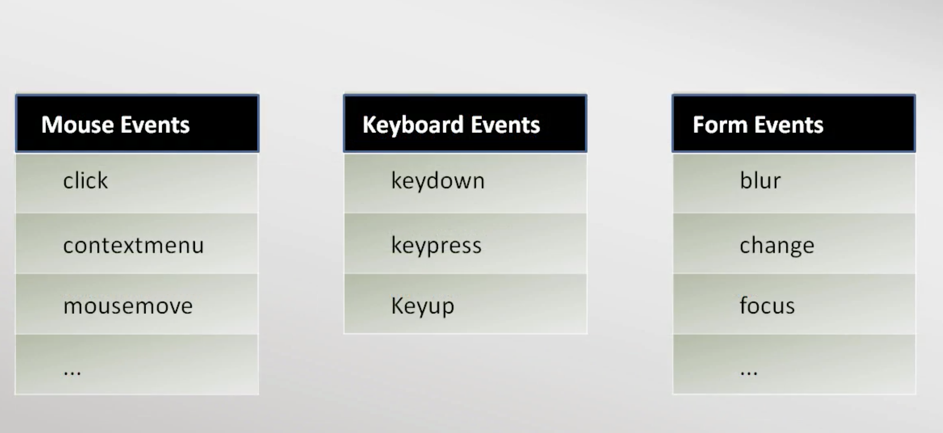 Mouse Events
click
contextmenu
mousemove
...
Keyboard Events
keydown
keypress
Keyup
Form Events
blur
change
focus
...